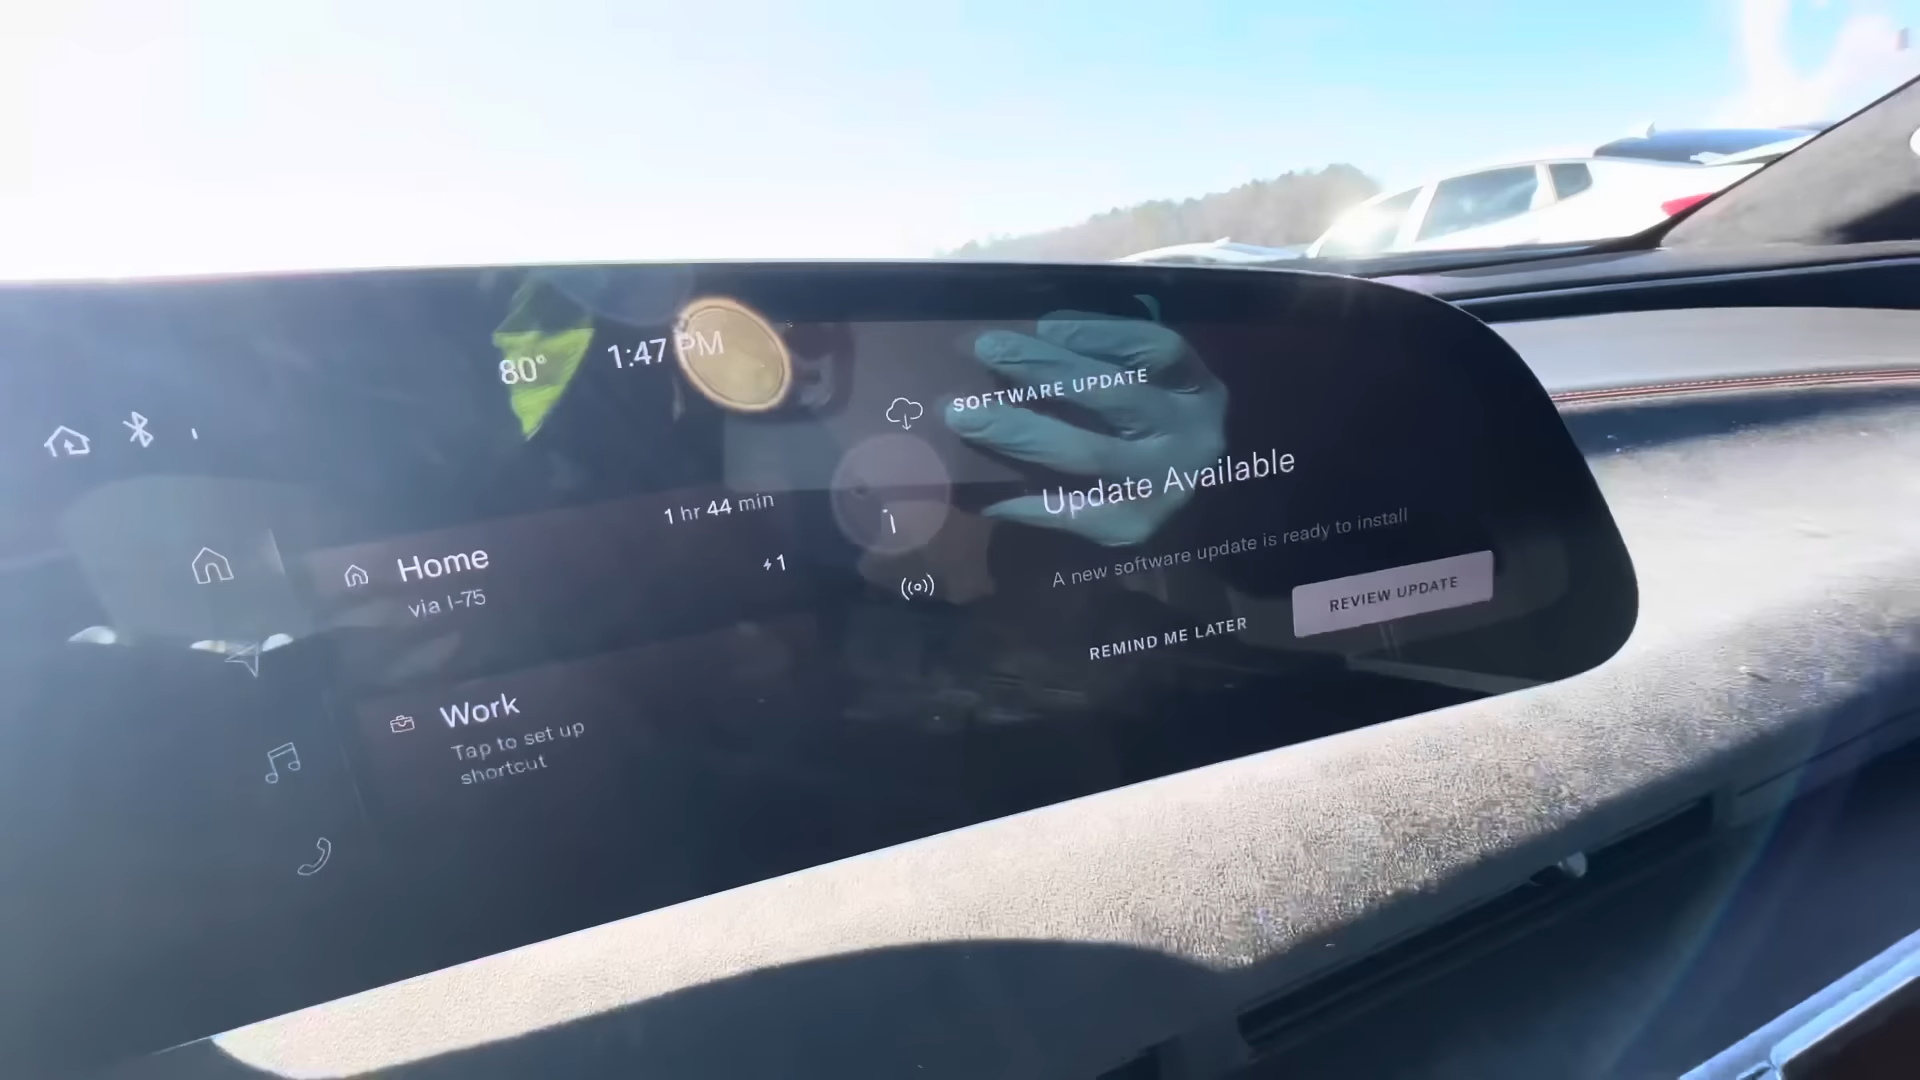 80°
1:47 PM
SOFTWARE UPDATE
Update Available
A new software update is ready to install
REMIND ME LATER
REVIEW UPDATE
1 hr 44 min
Home
1
via I-75
Work
Tap to set up
shortcut